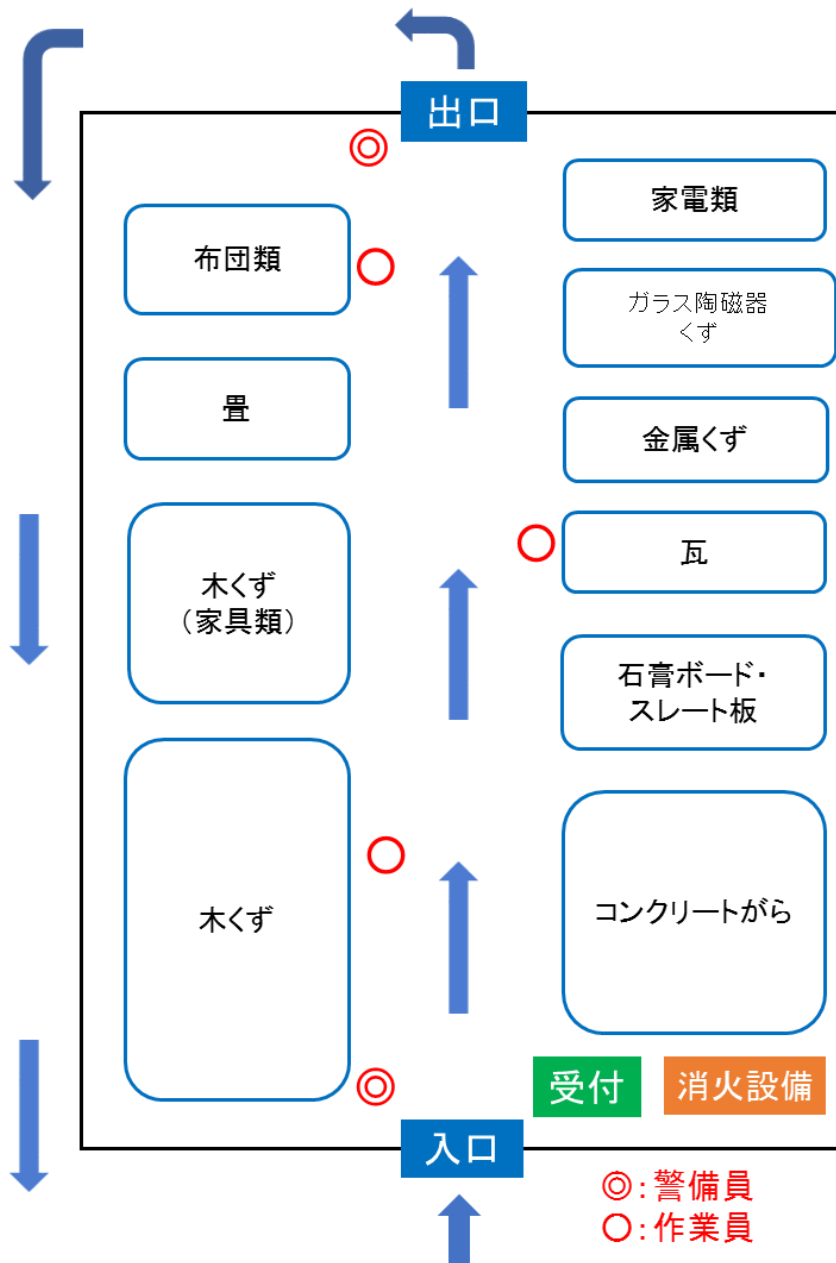 出口
家電類
布団類
ガラス陶磁器
くず
畳
金属くず
瓦
木くず
(家具類)
石膏ボード・
スレート板
木くず
コンクリートがら
受付
消火設備
入口
◎:警備員
○:作業員